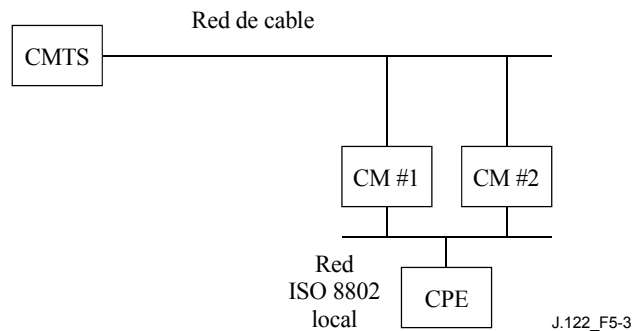 Red de cable
CMTS
CM #1
CM #2
Red
ISO 8802
local
CPE
J.122_F5-3